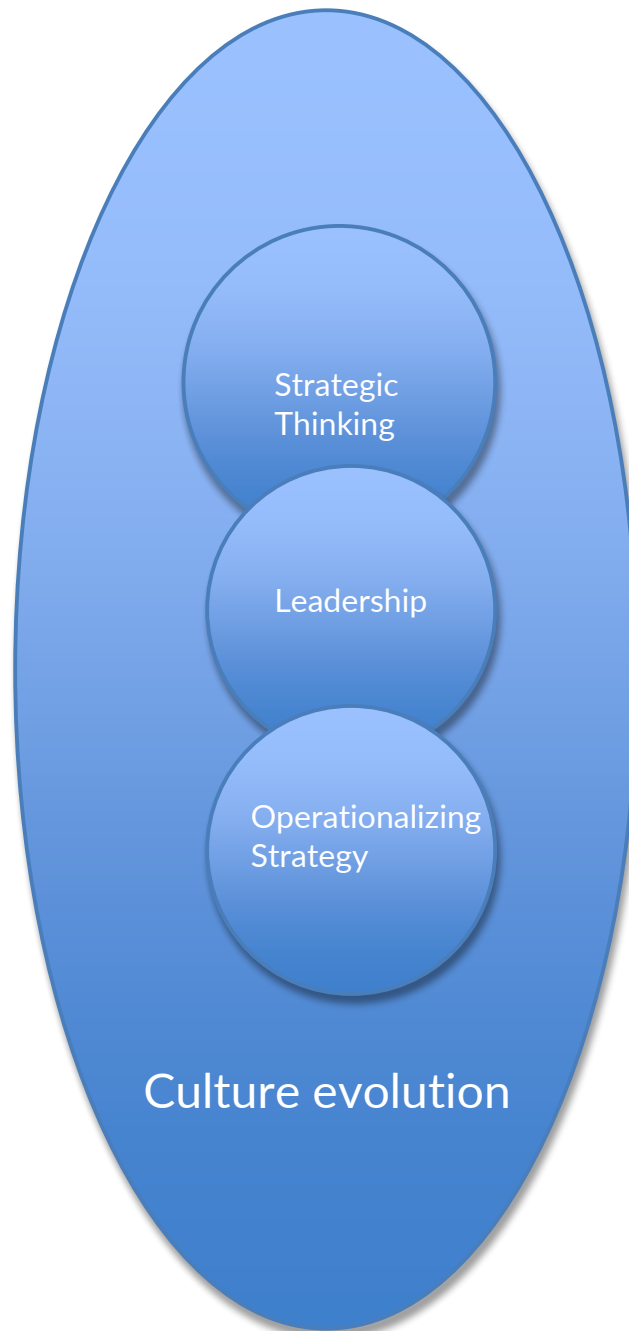 Strategic
Thinking
Leadership
Operationalizing
Strategy
Culture evolution